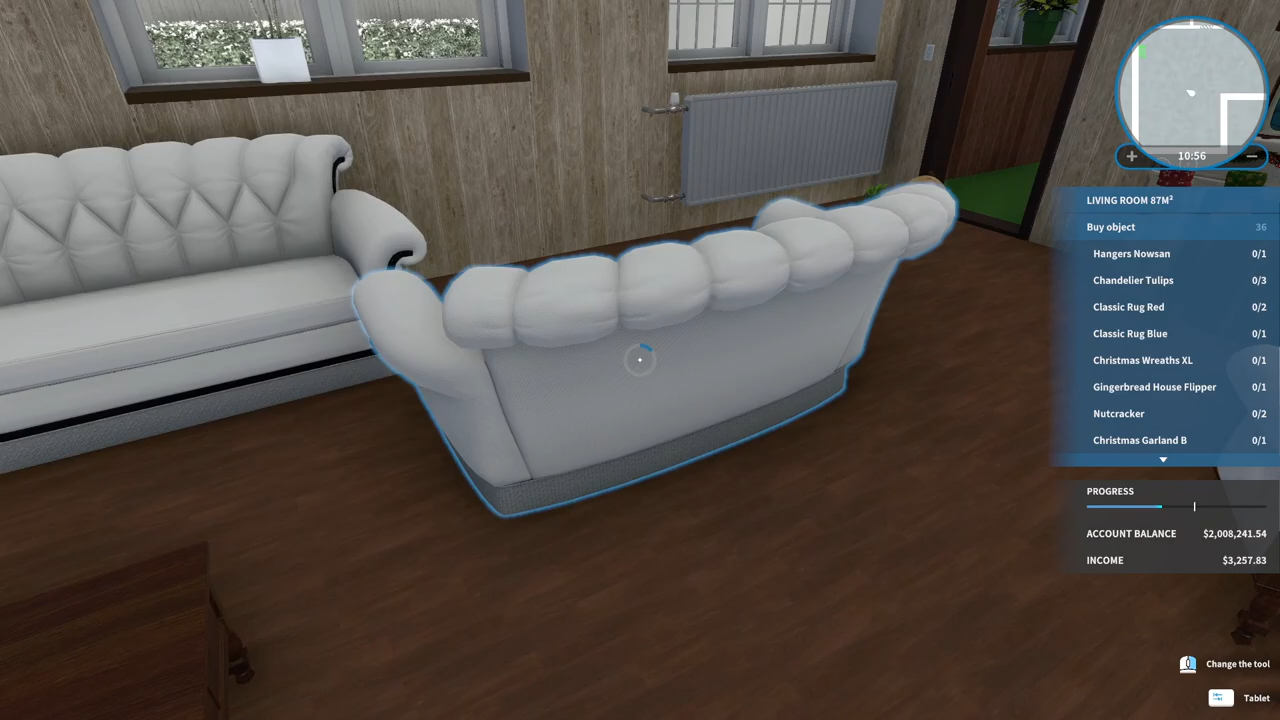 10:56
LIVING ROOM 87M²
Buy object 36
Hangers Nowsan 0/1
Chandelier Tulips 0/3
Classic Rug Red 0/2
Classic Rug Blue 0/1
Christmas Wreaths XL 0/1
Gingerbread House Flipper 0/1
Nutcracker 0/2
Christmas Garland B 0/1
PROGRESS
ACCOUNT BALANCE $2,008,241.54
INCOME $3,257.83
Change the tool
Tablet